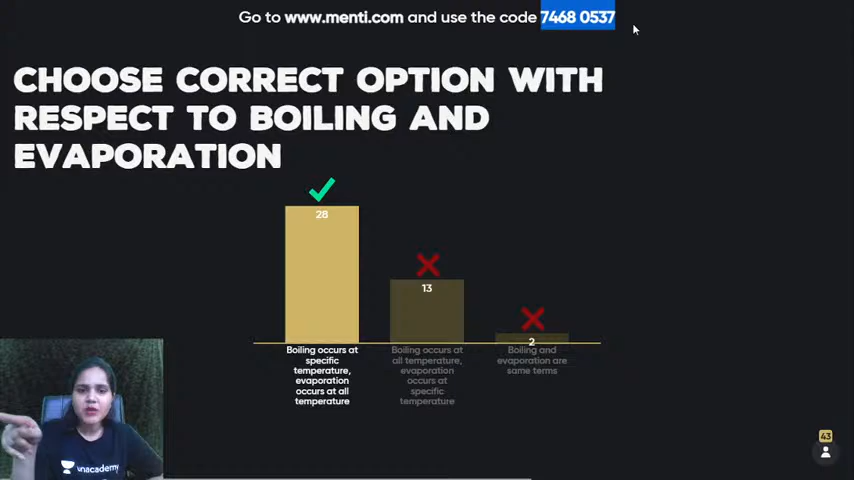 Go to www.menti.com and use the code 7468 0537
CHOOSE CORRECT OPTION WITH
RESPECT TO BOILING AND
EVAPORATION
28
13
2
Boiling occurs at
specific
temperature,
evaporation
occurs at all
temperature
Boiling occurs at
all temperature,
evaporation
occurs at
specific
temperature
Boiling and
evaporation are
same terms
unacademy
43